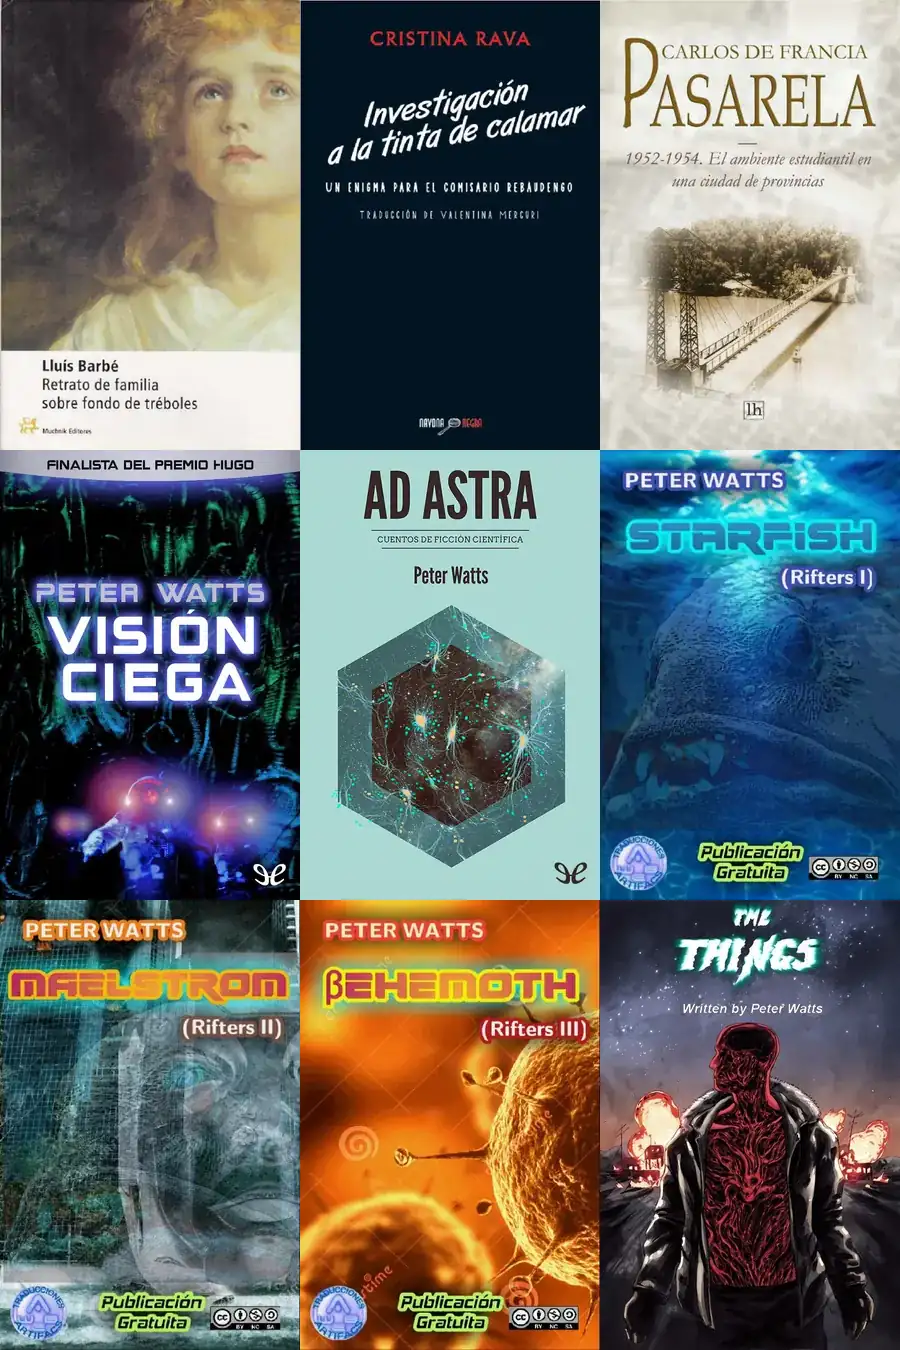 Lluís Barbé
Retrato de familia
sobre fondo de tréboles
Muchnik Editores
CRISTINA RAVA
Investigación
a la tinta de calamar
UN ENIGMA PARA EL COMISARIO REBAUDENGO
TRADUCCIÓN DE VALENTINA MERCURI
NAVONA NEGRA
CARLOS DE FRANCIA
PASARELA
1952-1954. El ambiente estudiantil en
una ciudad de provincias
lh
FINALISTA DEL PREMIO HUGO
PETER WATTS
VISIÓN
CIEGA
AD ASTRA
CUENTOS DE FICCIÓN CIENTÍFICA
Peter Watts
PETER WATTS
STARFISH
(Rifters I)
TRADUCCIONES
ARTIFACS
Publicación
Gratuita
CC BY NC SA
PETER WATTS
MAELSTROM
(Rifters II)
TRADUCCIONES
ARTIFACS
Publicación
Gratuita
CC BY NC SA
PETER WATTS
βEHEMOTH
(Rifters III)
TRADUCCIONES
ARTIFACS
Publicación
Gratuita
CC BY NC SA
THE
THINGS
Written by Peter Watts